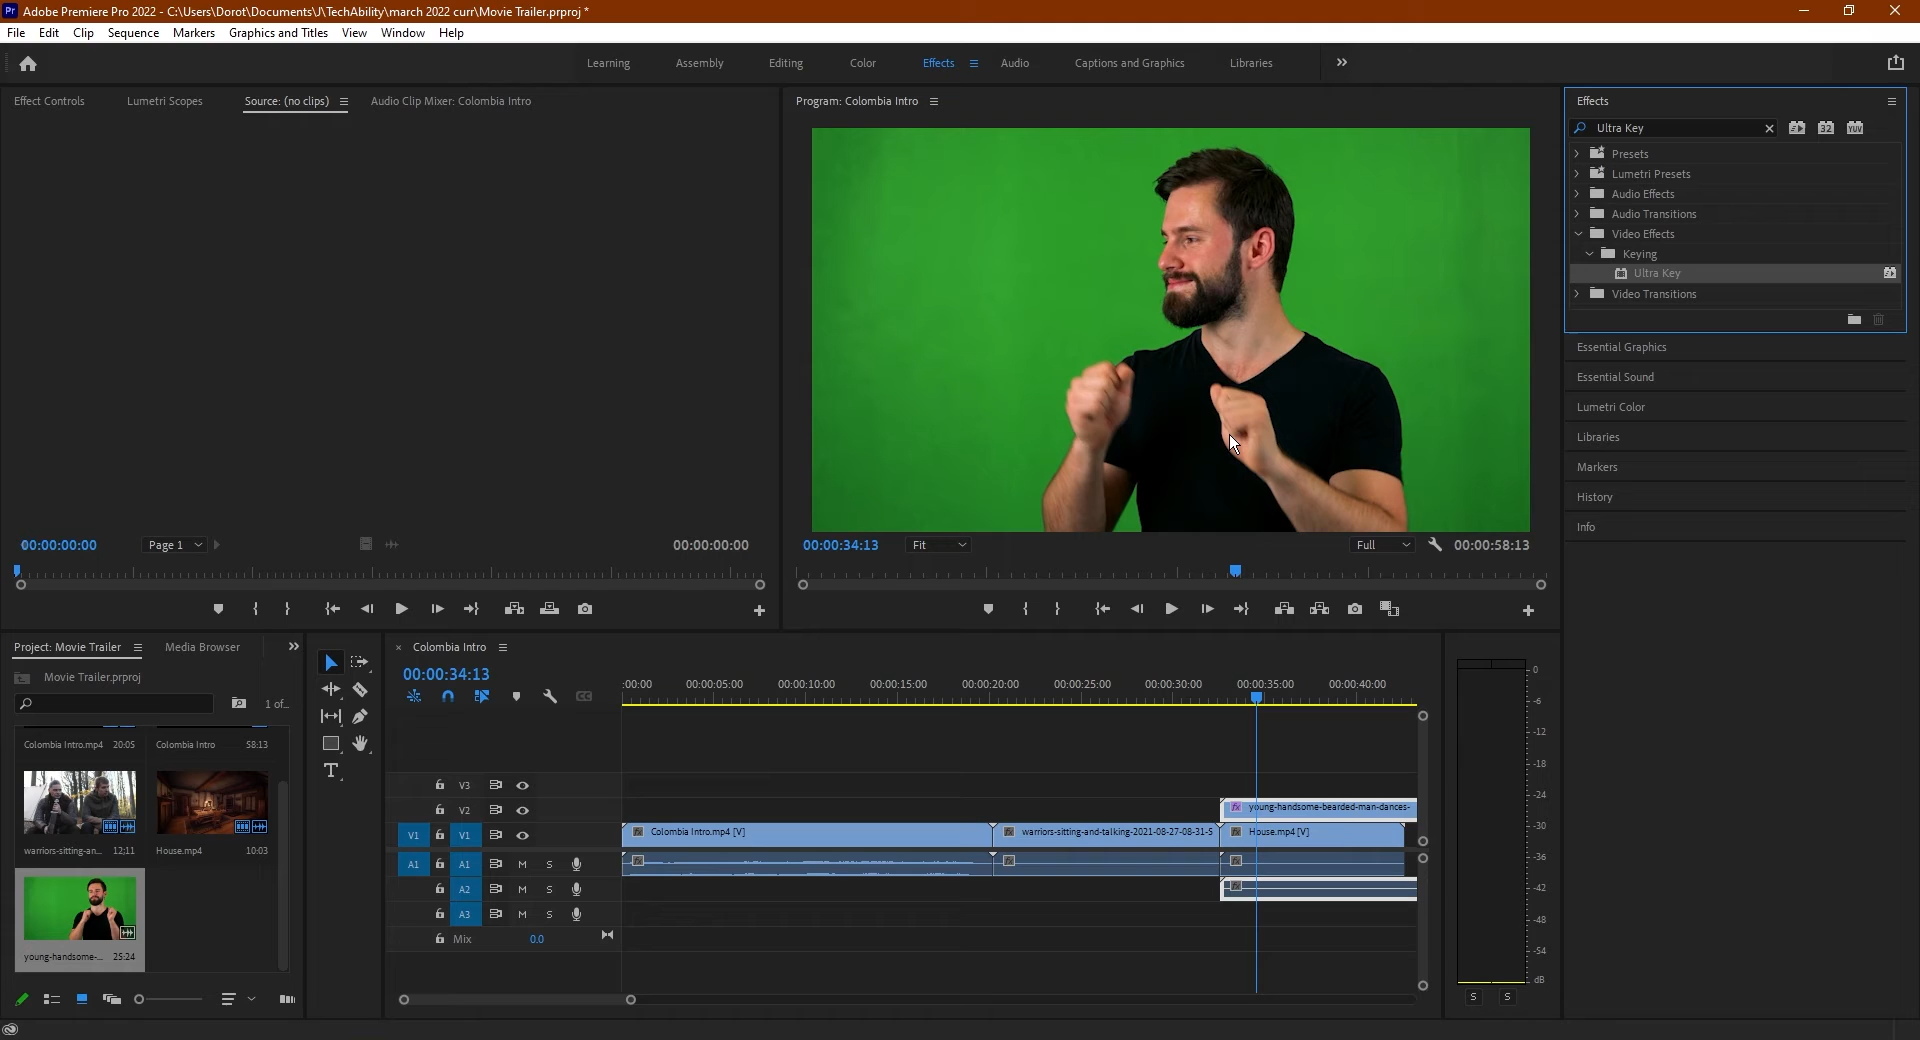 Adobe Premiere Pro 2022 - C:\Users\Dorot\Documents\J\TechAbility\march 2022 curr\Movie Trailer.prproj *
File Edit Clip Sequence Markers Graphics and Titles View Window Help
Learning Assembly Editing Color Effects Audio Captions and Graphics Libraries
Effect Controls Lumetri Scopes Source: (no clips) Audio Clip Mixer: Colombia Intro
Program: Colombia Intro
Effects
Ultra Key
32 YUV
Presets
Lumetri Presets
Audio Effects
Audio Transitions
Video Effects
Keying
Ultra Key
Video Transitions
Essential Graphics
Essential Sound
Lumetri Color
Libraries
Markers
History
Info
00:00:00:00 Page 1 00:00:00:00
00:00:34:13 Fit Full 00:00:58:13
Project: Movie Trailer Media Browser
Movie Trailer.prproj
1 of...
Colombia Intro.mp4 20:05 Colombia Intro 58:13
warriors-sitting-an... 12;11 House.mp4 10:03
young-handsome-... 25:24
Colombia Intro
00:00:34:13
:00:00 00:00:05:00 00:00:10:00 00:00:15:00 00:00:20:00 00:00:25:00 00:00:30:00 00:00:35:00 00:00:40:00
V3
V2 fx young-handsome-bearded-man-dances-
V1 V1 fx Colombia Intro.mp4 [V] fx warriors-sitting-and-talking-2021-08-27-08-31-5 fx House.mp4 [V]
A1 A1 M S fx fx fx
A2 M S fx
A3 M S
Mix 0.0
0
-6
-12
-18
-24
-30
-36
-42
-48
-54
dB
S S